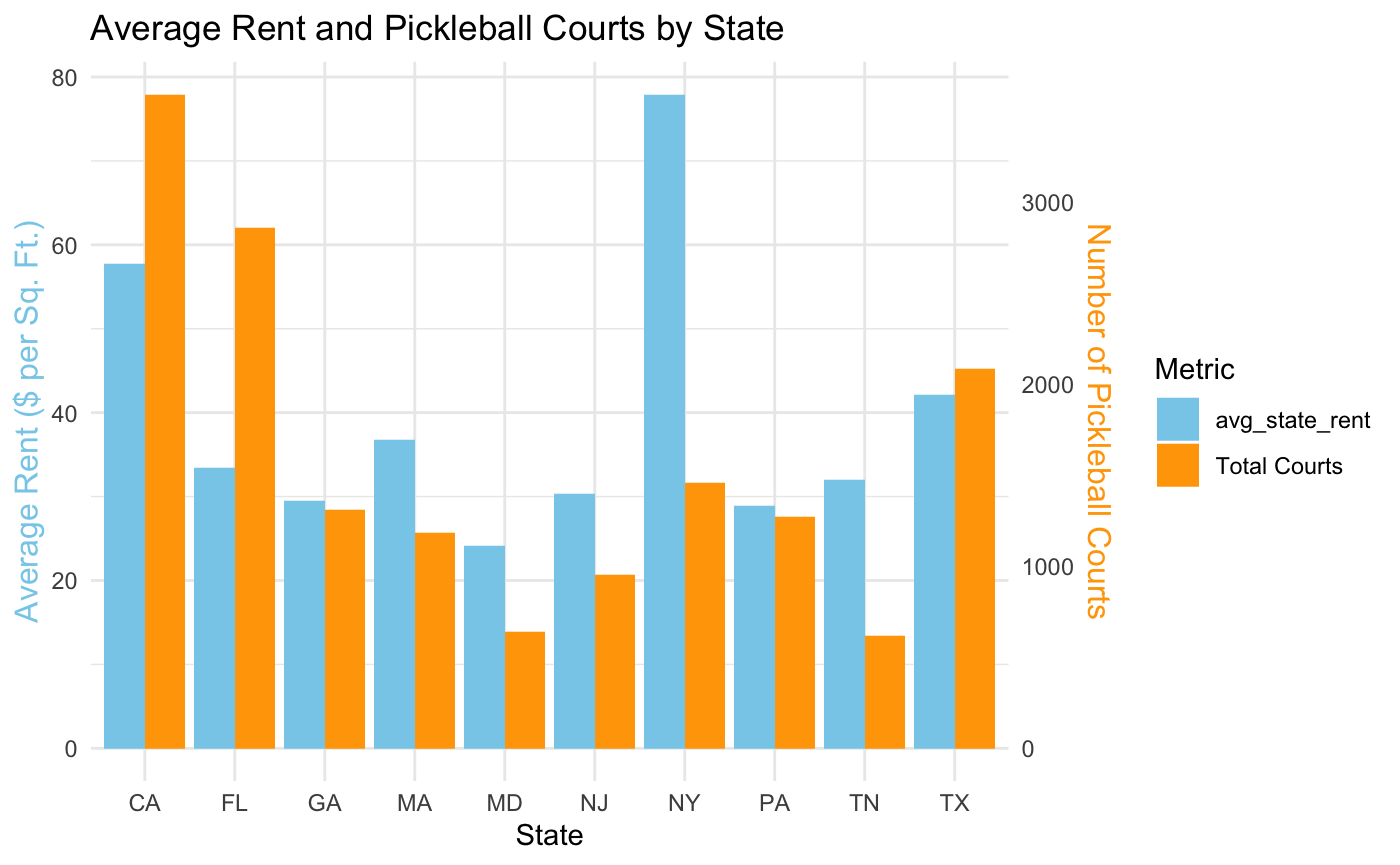 Average Rent and Pickleball Courts by State
Average Rent ($ per Sq. Ft.)
80
60
40
20
0
3000
2000
1000
0
Number of Pickleball Courts
CA FL GA MA MD NJ NY PA TN TX
State
Metric
avg_state_rent
Total Courts